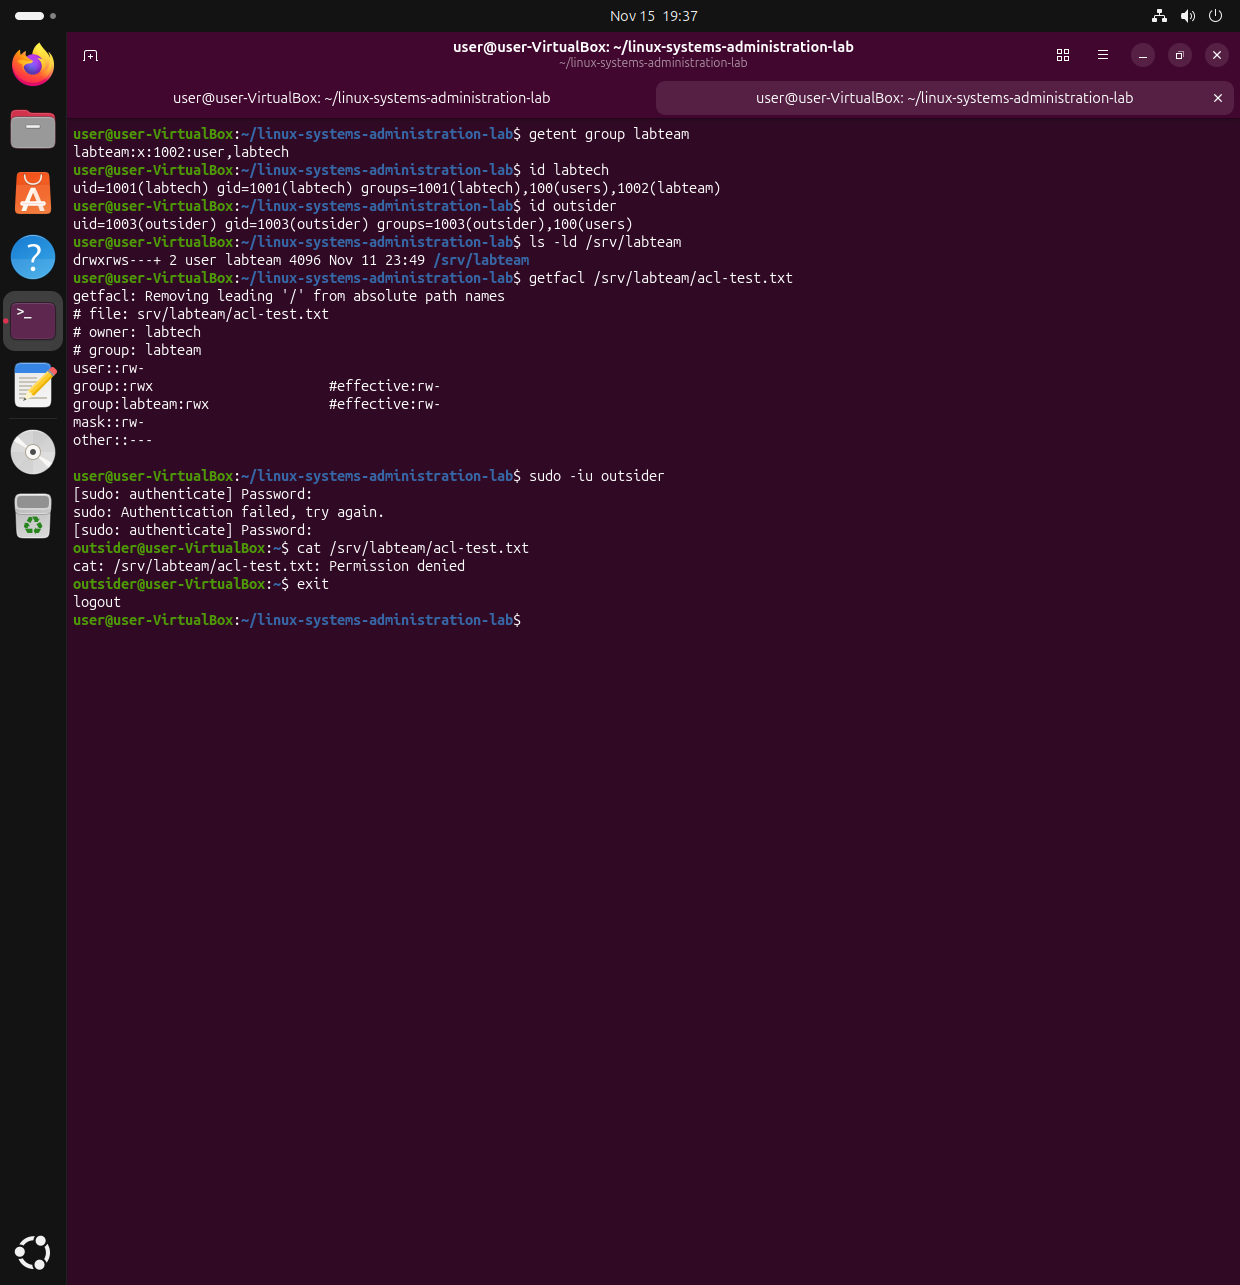 Nov 15 19:37
user@user-VirtualBox: ~/linux-systems-administration-lab
~/linux-systems-administration-lab
user@user-VirtualBox: ~/linux-systems-administration-lab
user@user-VirtualBox: ~/linux-systems-administration-lab
user@user-VirtualBox:~/linux-systems-administration-lab$ getent group labteam
labteam:x:1002:user,labtech
user@user-VirtualBox:~/linux-systems-administration-lab$ id labtech
uid=1001(labtech) gid=1001(labtech) groups=1001(labtech),100(users),1002(labteam)
user@user-VirtualBox:~/linux-systems-administration-lab$ id outsider
uid=1003(outsider) gid=1003(outsider) groups=1003(outsider),100(users)
user@user-VirtualBox:~/linux-systems-administration-lab$ ls -ld /srv/labteam
drwxrws---+ 2 user labteam 4096 Nov 11 23:49 /srv/labteam
user@user-VirtualBox:~/linux-systems-administration-lab$ getfacl /srv/labteam/acl-test.txt
getfacl: Removing leading '/' from absolute path names
# file: srv/labteam/acl-test.txt
# owner: labtech
# group: labteam
user::rw-
group::rwx #effective:rw-
group:labteam:rwx #effective:rw-
mask::rw-
other::---
user@user-VirtualBox:~/linux-systems-administration-lab$ sudo -iu outsider
[sudo: authenticate] Password:
sudo: Authentication failed, try again.
[sudo: authenticate] Password:
outsider@user-VirtualBox:~$ cat /srv/labteam/acl-test.txt
cat: /srv/labteam/acl-test.txt: Permission denied
outsider@user-VirtualBox:~$ exit
logout
user@user-VirtualBox:~/linux-systems-administration-lab$